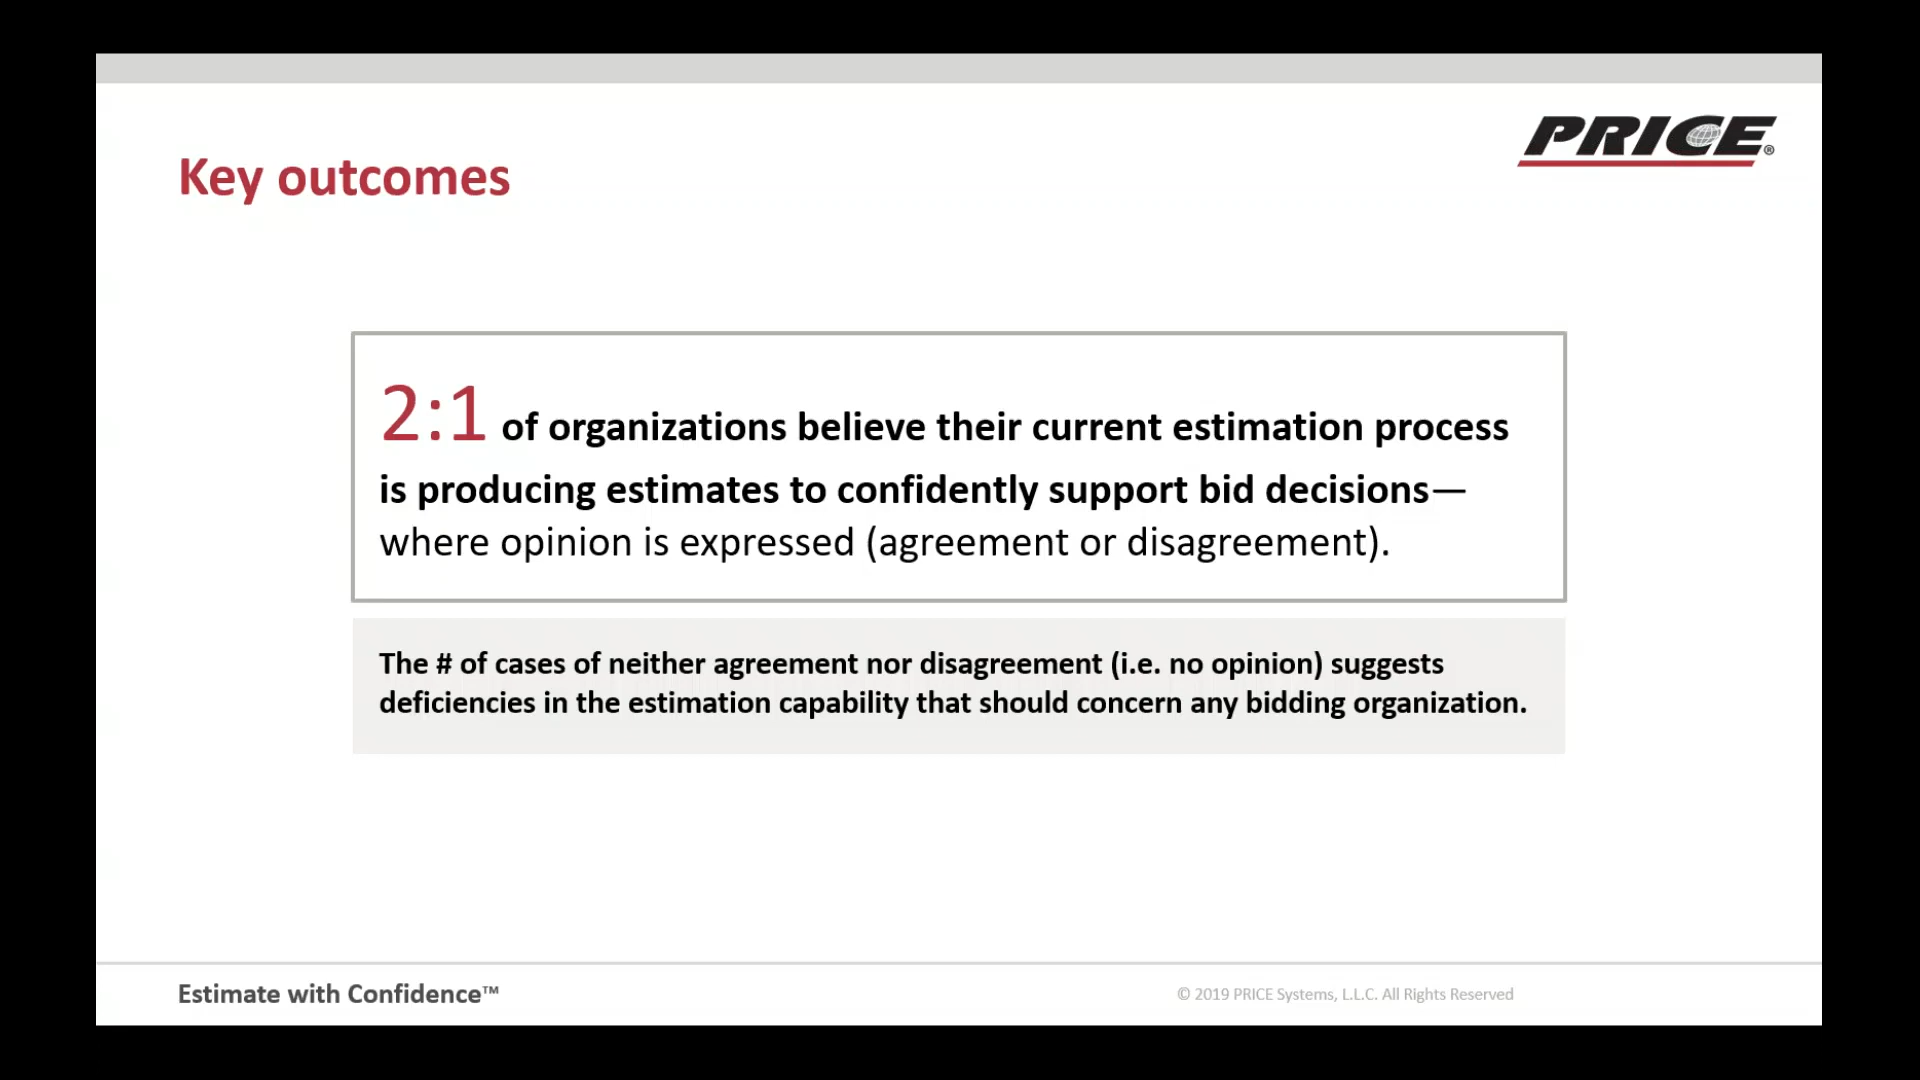 PRICE®
Key outcomes
2:1 of organizations believe their current estimation process
is producing estimates to confidently support bid decisions—
where opinion is expressed (agreement or disagreement).
The # of cases of neither agreement nor disagreement (i.e. no opinion) suggests
deficiencies in the estimation capability that should concern any bidding organization.
Estimate with Confidence™
© 2019 PRICE Systems, L.L.C. All Rights Reserved